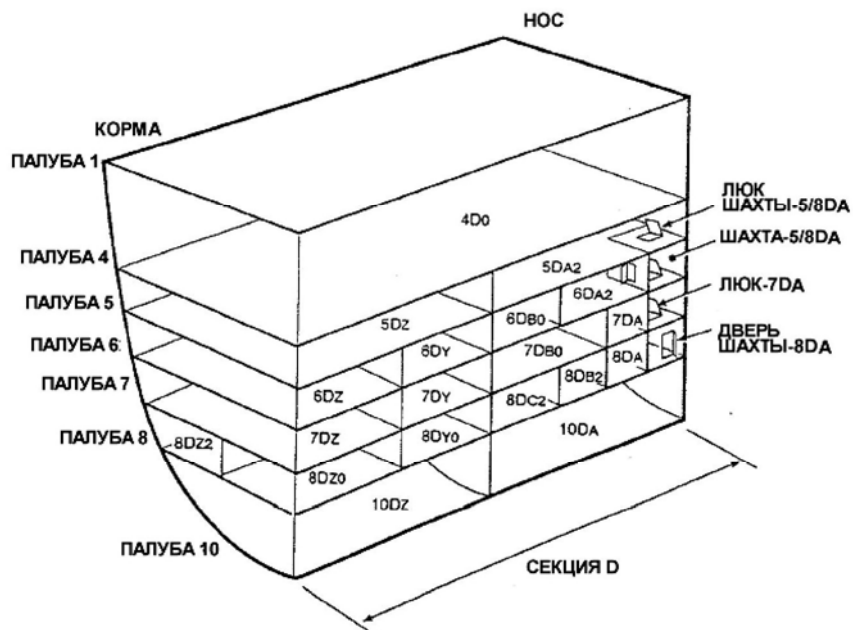 НОС
КОРМА
ПАЛУБА 1
ЛЮК
ШАХТЫ-5/8DA
4D0
ШАХТА-5/8DA
ПАЛУБА 4
5DA2
ЛЮК-7DA
ПАЛУБА 5
5DZ
6DA2
6DB0
7DA
ДВЕРЬ
ШАХТЫ-8DA
ПАЛУБА 6
6DY
7DB0
8DA
6DZ
8DB2
ПАЛУБА 7
7DY
8DC2
7DZ
8DY0
10DA
ПАЛУБА 8
8DZ2
8DZ0
10DZ
ПАЛУБА 10
СЕКЦИЯ D